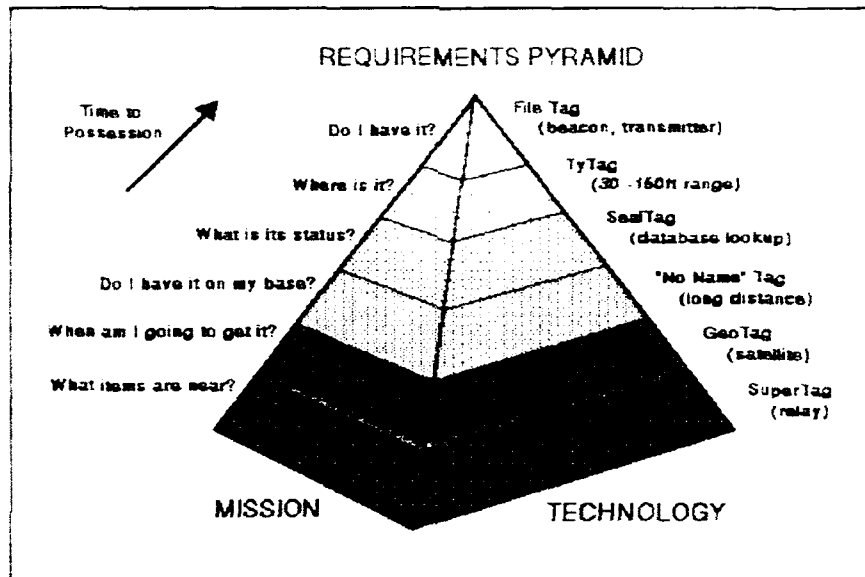 REQUIREMENTS PYRAMID
Time to
Possession
Do I have it?
Where is it?
What is its status?
Do I have it on my base?
When am I going to get it?
What items are near?
File Tag
(beacon, transmitter)
TyTag
(30 -160ft range)
SealTag
(database lookup)
"No Name" Tag
(long distance)
GeoTag
(satellite)
SuperTag
(relay)
MISSION
TECHNOLOGY